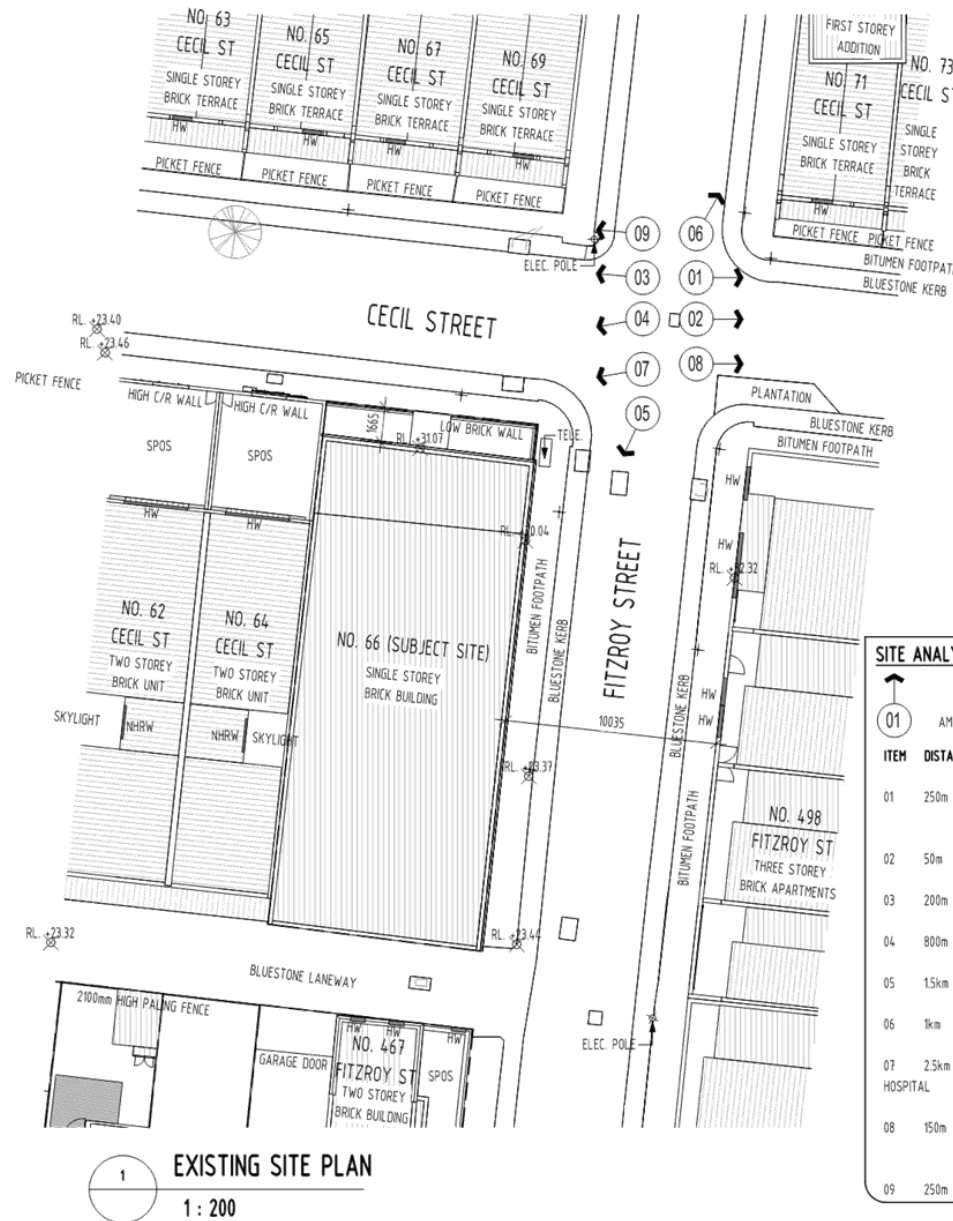 NO. 63
CECIL ST
SINGLE STOREY
BRICK TERRACE
HW
PICKET FENCE
NO. 65
CECIL ST
SINGLE STOREY
BRICK TERRACE
HW
PICKET FENCE
NO. 67
CECIL ST
SINGLE STOREY
BRICK TERRACE
HW
PICKET FENCE
NO. 69
CECIL ST
SINGLE STOREY
BRICK TERRACE
HW
PICKET FENCE
FIRST STOREY
ADDITION
NO. 71
CECIL ST
SINGLE STOREY
BRICK TERRACE
HW
PICKET FENCE
NO. 73
CECIL ST
SINGLE
STOREY
BRICK
TERRACE
PICKET FENCE
BITUMEN FOOTPATH
BLUESTONE KERB
ELEC. POLE
09
06
03
01
04
02
07
08
05
CECIL STREET
RL. +23.40
RL. +23.46
PICKET FENCE
HIGH C/R WALL
HIGH C/R WALL
SPOS
SPOS
1665
RL. +31.07
LOW BRICK WALL
TELE.
PLANTATION
BLUESTONE KERB
BITUMEN FOOTPATH
HW
HW
HW
HW
NO. 62
CECIL ST
TWO STOREY
BRICK UNIT
NO. 64
CECIL ST
TWO STOREY
BRICK UNIT
NO. 66 (SUBJECT SITE)
SINGLE STOREY
BRICK BUILDING
BITUMEN FOOTPATH
BLUESTONE KERB
FITZROY STREET
BLUESTONE KERB
HW
HW
10035
SKYLIGHT
NHRW
NHRW
SKYLIGHT
RL. +23.37
BITUMEN FOOTPATH
NO. 498
FITZROY ST
THREE STOREY
BRICK APARTMENTS
RL. +23.32
RL. +23.44
BLUESTONE LANEWAY
2100mm HIGH PALING FENCE
HW
HW
HW
GARAGE DOOR
NO. 467
FITZROY ST
TWO STOREY
BRICK BUILDING
SPOS
ELEC. POLE
SITE ANALY
01 AM
ITEM DISTA
01 250m
02 50m
03 200m
04 800m
05 1.5km
06 1km
07 2.5km
HOSPITAL
08 150m
09 250m
1 EXISTING SITE PLAN
1 : 200